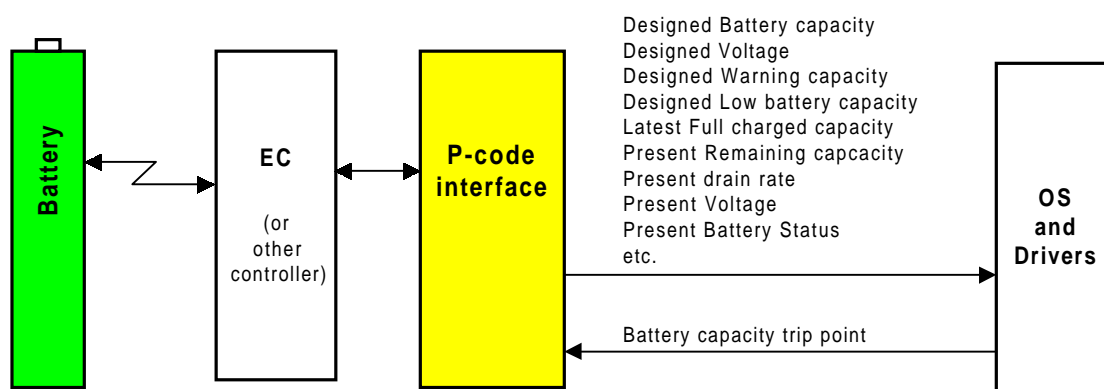 Battery
EC
(or
other
controller)
P-code
interface
Designed Battery capacity
Designed Voltage
Designed Warning capacity
Designed Low battery capacity
Latest Full charged capacity
Present Remaining capcacity
Present drain rate
Present Voltage
Present Battery Status
etc.
Battery capacity trip point
OS
and
Drivers